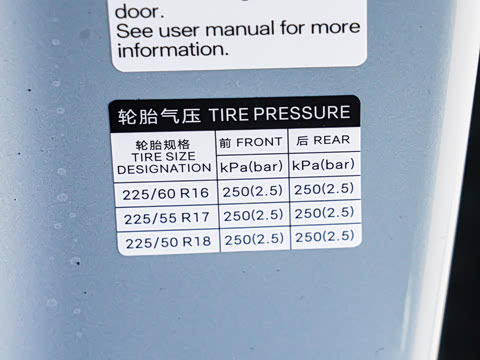 door.
See user manual for more
information.
轮胎气压 TIRE PRESSURE
轮胎规格
TIRE SIZE
DESIGNATION
前 FRONT
后 REAR
kPa(bar)
kPa(bar)
225/60 R16 250(2.5) 250(2.5)
225/55 R17 250(2.5) 250(2.5)
225/50 R18 250(2.5) 250(2.5)